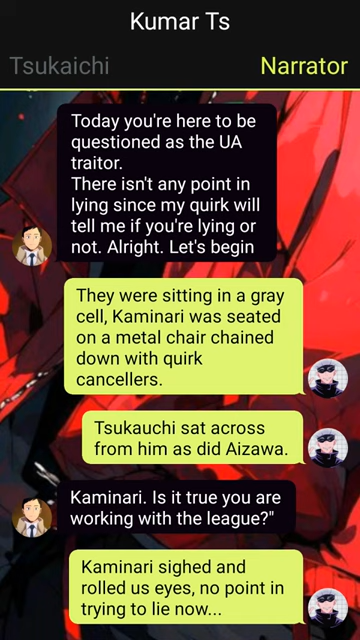 Kumar Ts
Tsukaichi
Narrator
Today you're here to be
questioned as the UA
traitor.
There isn't any point in
lying since my quirk will
tell me if you're lying or
not. Alright. Let's begin
They were sitting in a gray
cell, Kaminari was seated
on a metal chair chained
down with quirk
cancellers.
Tsukauchi sat across
from him as did Aizawa.
Kaminari. Is it true you are
working with the league?"
Kaminari sighed and
rolled us eyes, no point in
trying to lie now...